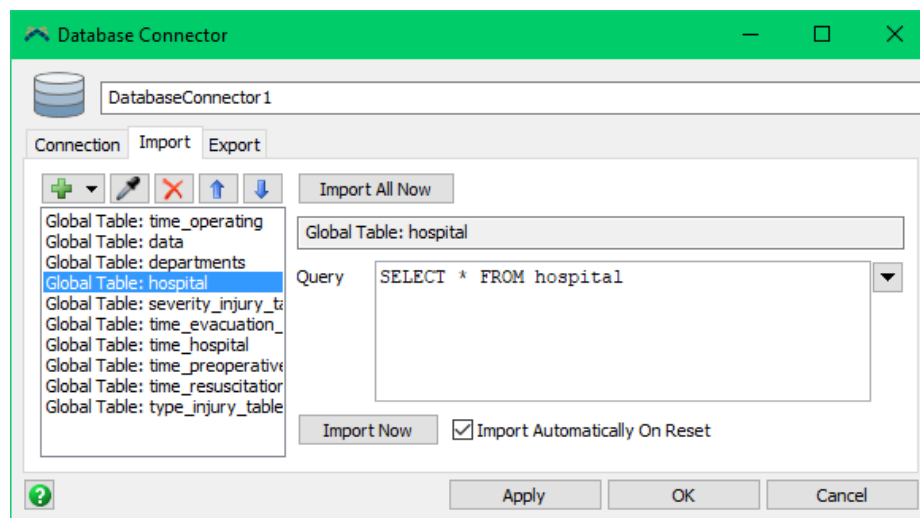 Database Connector
DatabaseConnector1
Connection Import Export
Import All Now
Global Table: time_operating
Global Table: data
Global Table: departments
Global Table: hospital
Global Table: severity_injury_ta
Global Table: time_evacuation_
Global Table: time_hospital
Global Table: time_preoperative
Global Table: time_resuscitation
Global Table: type_injury_table
Global Table: hospital
Query
SELECT * FROM hospital
Import Now
Import Automatically On Reset
?
Apply OK Cancel